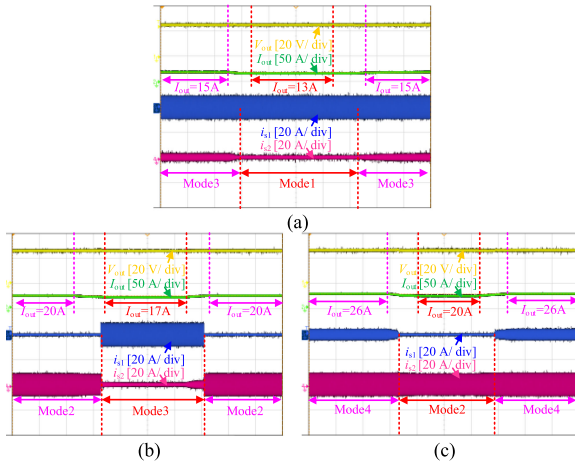 V_out [20 V/ div]
I_out [50 A/ div]
I_out=15A I_out=13A I_out=15A
i_s1 [20 A/ div]
i_s2 [20 A/ div]
Mode3 Mode1 Mode3
(a)
V_out [20 V/ div]
I_out [50 A/ div]
I_out=20A I_out=17A I_out=20A
i_s1 [20 A/ div]
i_s2 [20 A/ div]
Mode2 Mode3 Mode2
(b)
V_out [20 V/ div]
I_out [50 A/ div]
I_out=26A I_out=20A I_out=26A
i_s1 [20 A/ div]
i_s2 [20 A/ div]
Mode4 Mode2 Mode4
(c)